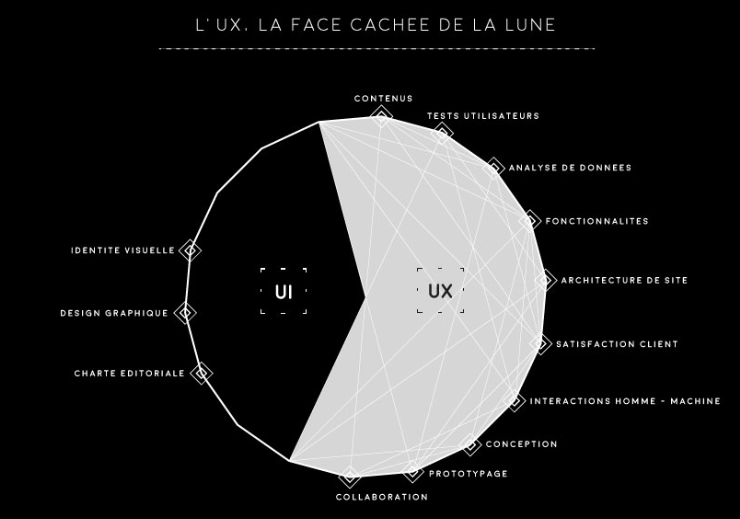 L'UX, LA FACE CACHEE DE LA LUNE
CONTENUS
TESTS UTILISATEURS
ANALYSE DE DONNEES
FONCTIONNALITES
IDENTITE VISUELLE
ARCHITECTURE DE SITE
UI
UX
DESIGN GRAPHIQUE
SATISFACTION CLIENT
CHARTE EDITORIALE
INTERACTIONS HOMME - MACHINE
CONCEPTION
PROTOTYPAGE
COLLABORATION